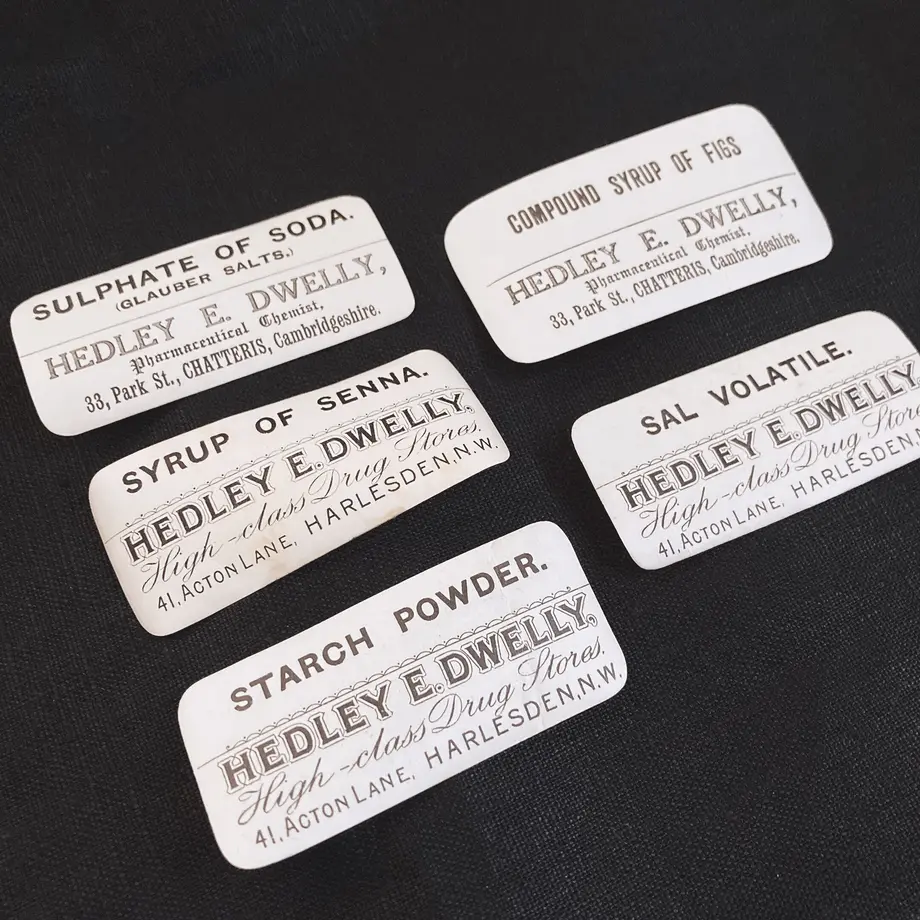 SULPHATE OF SODA.
(GLAUBER SALTS.)
HEDLEY E. DWELLY,
Pharmaceutical Chemist,
33, Park St., CHATTERIS, Cambridgeshire.
COMPOUND SYRUP OF FIGS
HEDLEY E. DWELLY,
Pharmaceutical Chemist,
33, Park St., CHATTERIS, Cambridgeshire.
SYRUP OF SENNA.
HEDLEY E. DWELLY,
High-class Drug Stores.
41, ACTON LANE, HARLESDEN, N.W.
SAL VOLATILE.
HEDLEY E. DWELLY
High-class Drug Stor
41, ACTON LANE, HARLESDEN, N
STARCH POWDER.
HEDLEY E. DWELLY,
High-class Drug Stores.
41, ACTON LANE, HARLESDEN, N.W.